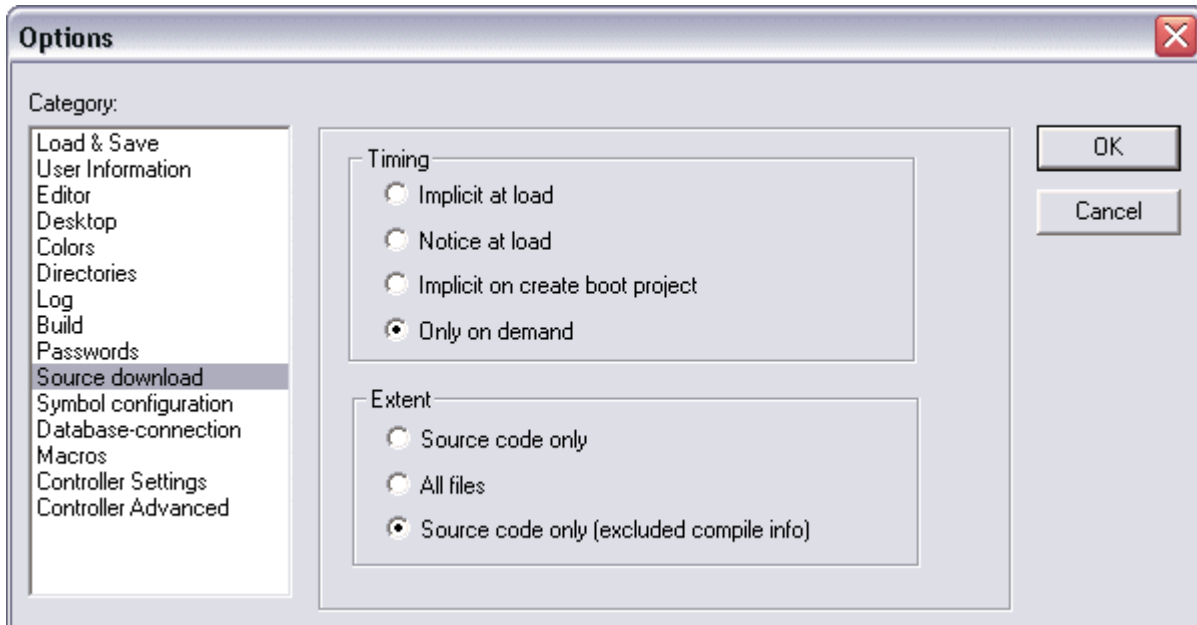 Options
Category:
Load & Save
User Information
Editor
Desktop
Colors
Directories
Log
Build
Passwords
Source download
Symbol configuration
Database-connection
Macros
Controller Settings
Controller Advanced
Timing
Implicit at load
Notice at load
Implicit on create boot project
Only on demand
Extent
Source code only
All files
Source code only (excluded compile info)
OK
Cancel